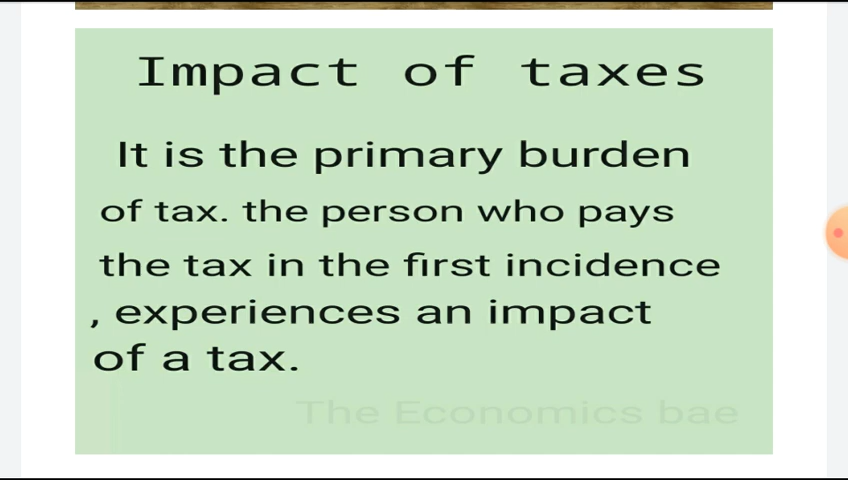 Impact of taxes
It is the primary burden
of tax. the person who pays
the tax in the first incidence
, experiences an impact
of a tax.
The Economics bae